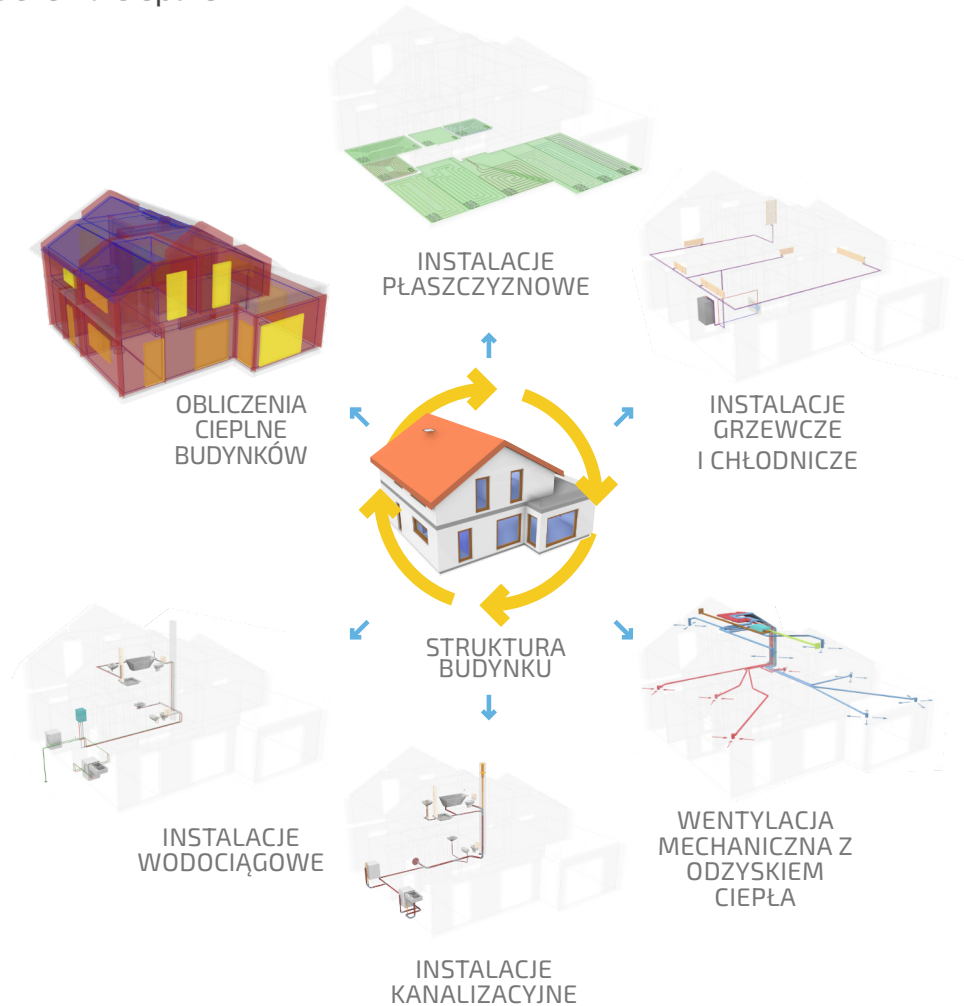 INSTALACJE
PŁASZCZYZNOWE
OBLICZENIA
CIEPLNE
BUDYNKÓW
INSTALACJE
GRZEWCZE
I CHŁODNICZE
STRUKTURA
BUDYNKU
INSTALACJE
WODOCIĄGOWE
WENTYLACJA
MECHANICZNA Z
ODZYSKIEM
CIEPŁA
INSTALACJE
KANALIZACYJNE